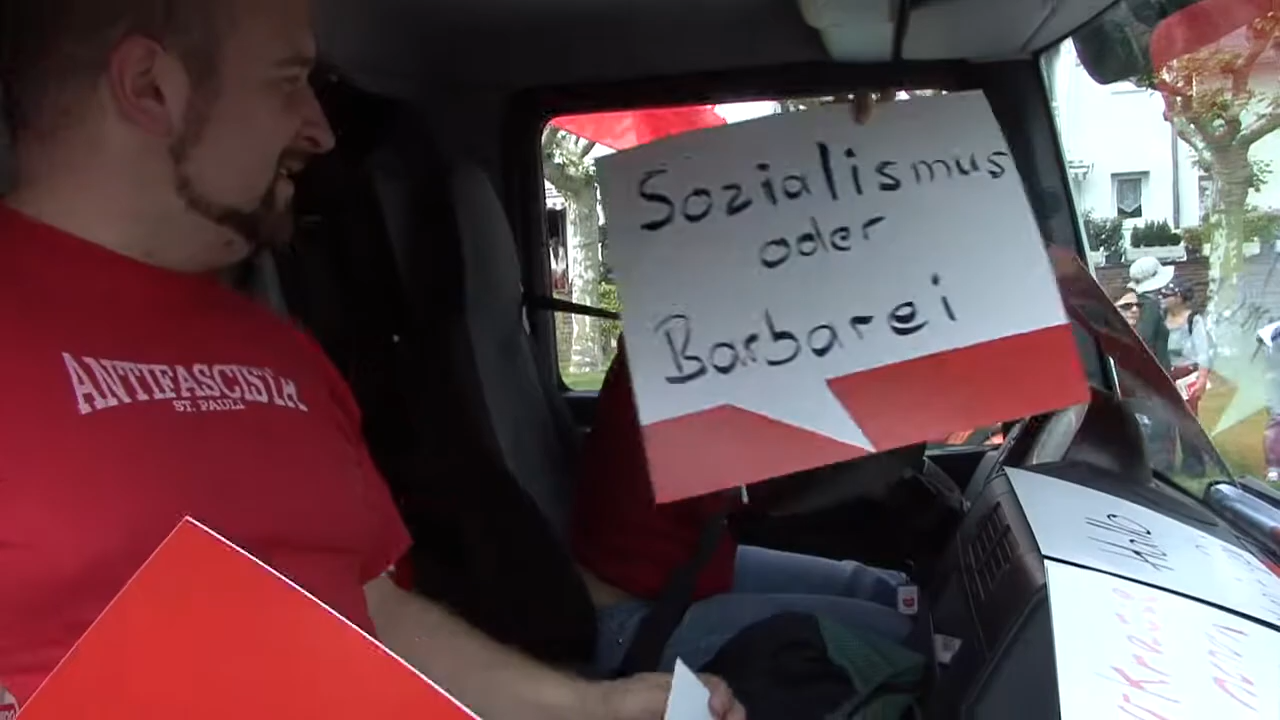 Sozialismus
oder
Barbarei
ANTIFASCISTA
ST. PAULI
Hallo